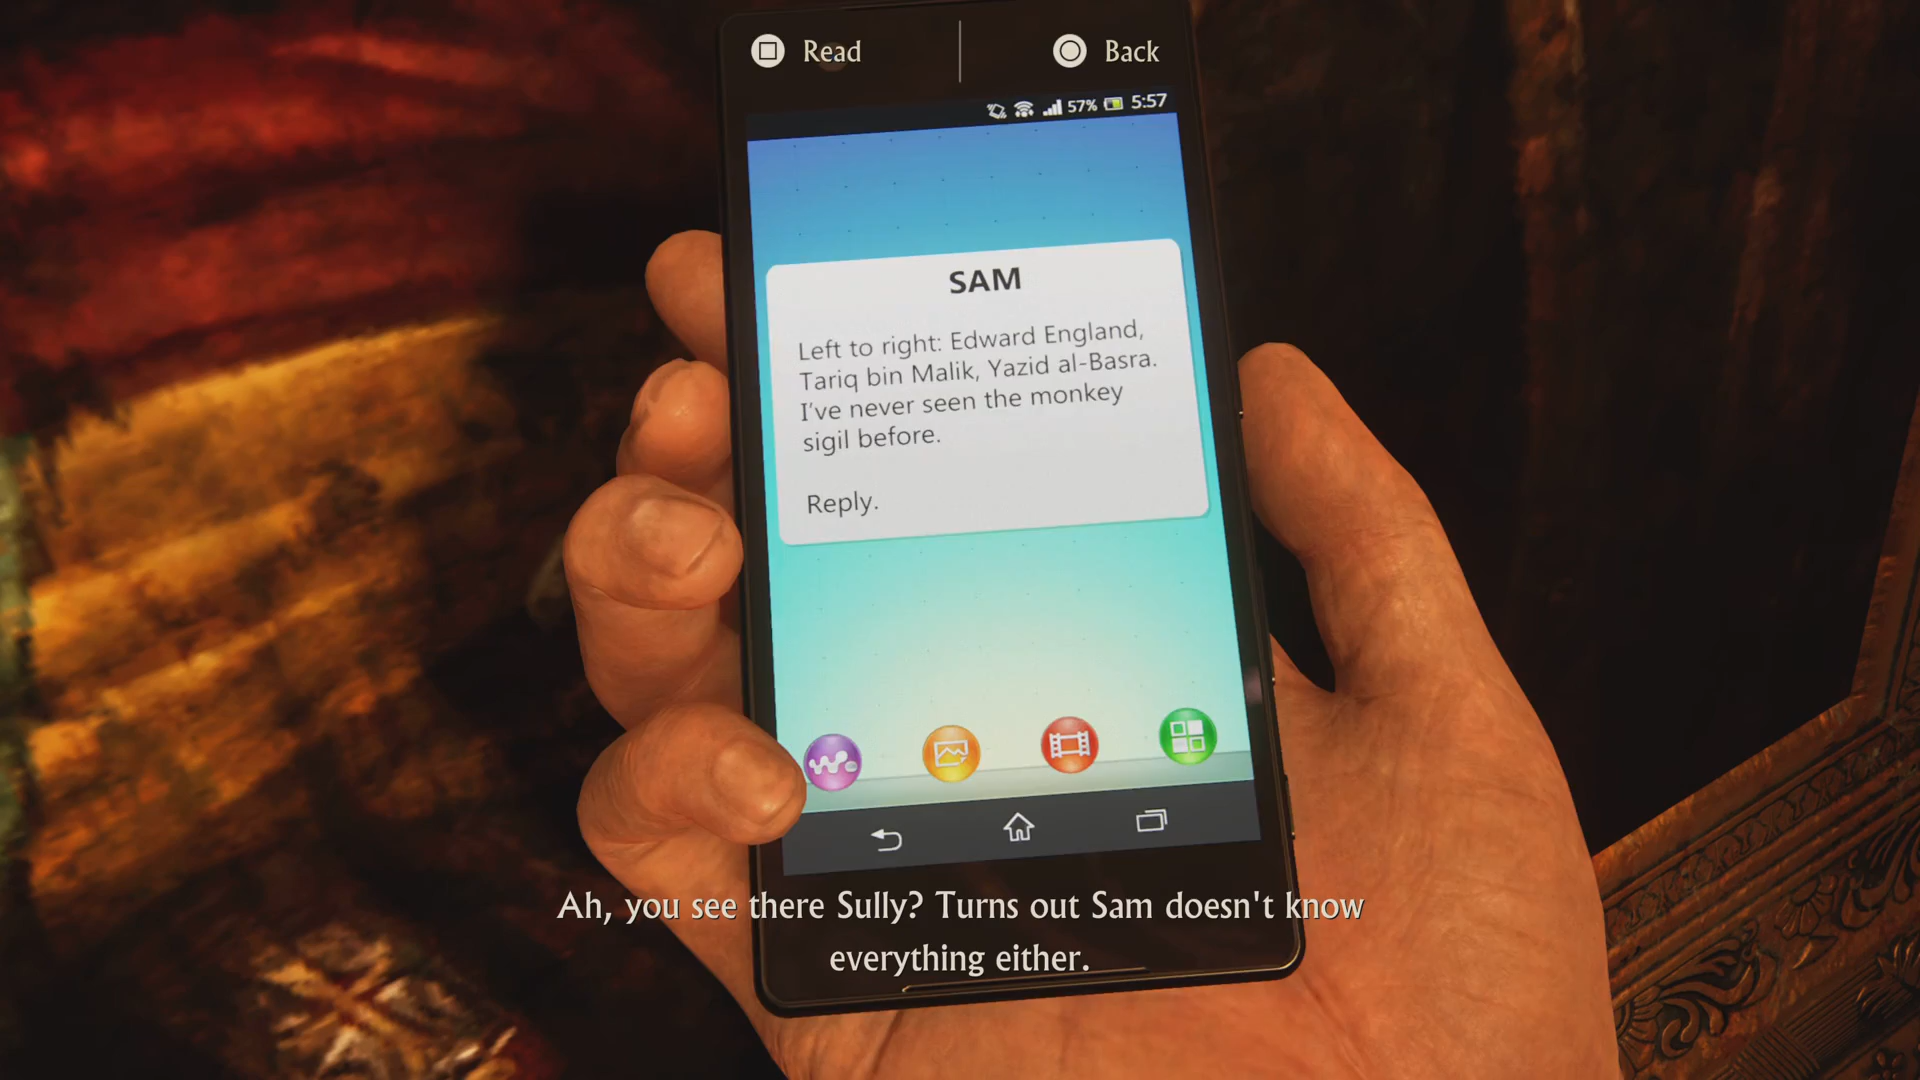 Read
Back
57% 5:57
SAM
Left to right: Edward England,
Tariq bin Malik, Yazid al-Basra.
I've never seen the monkey
sigil before.
Reply.
Ah, you see there Sully? Turns out Sam doesn't know
everything either.